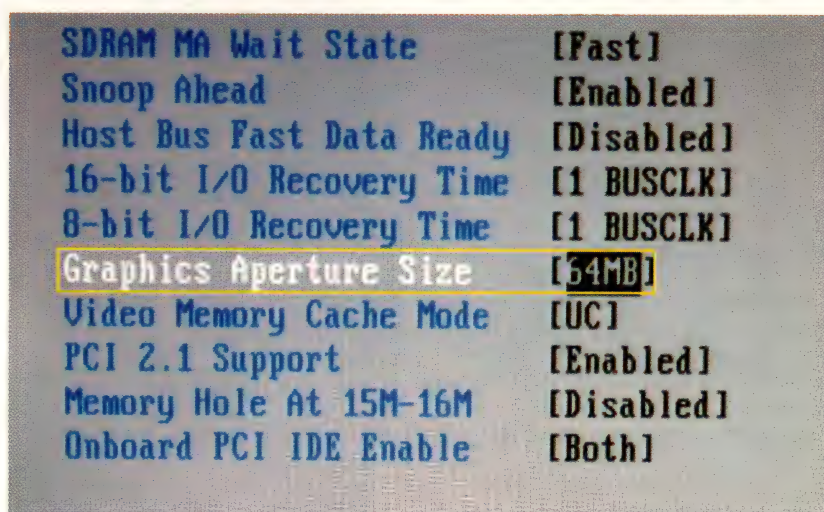 SDRAM MA Wait State [Fast]
Snoop Ahead [Enabled]
Host Bus Fast Data Ready [Disabled]
16-bit I/O Recovery Time [1 BUSCLK]
8-bit I/O Recovery Time [1 BUSCLK]
Graphics Aperture Size [64MB]
Video Memory Cache Mode [UC]
PCI 2.1 Support [Enabled]
Memory Hole At 15M-16M [Disabled]
Onboard PCI IDE Enable [Both]